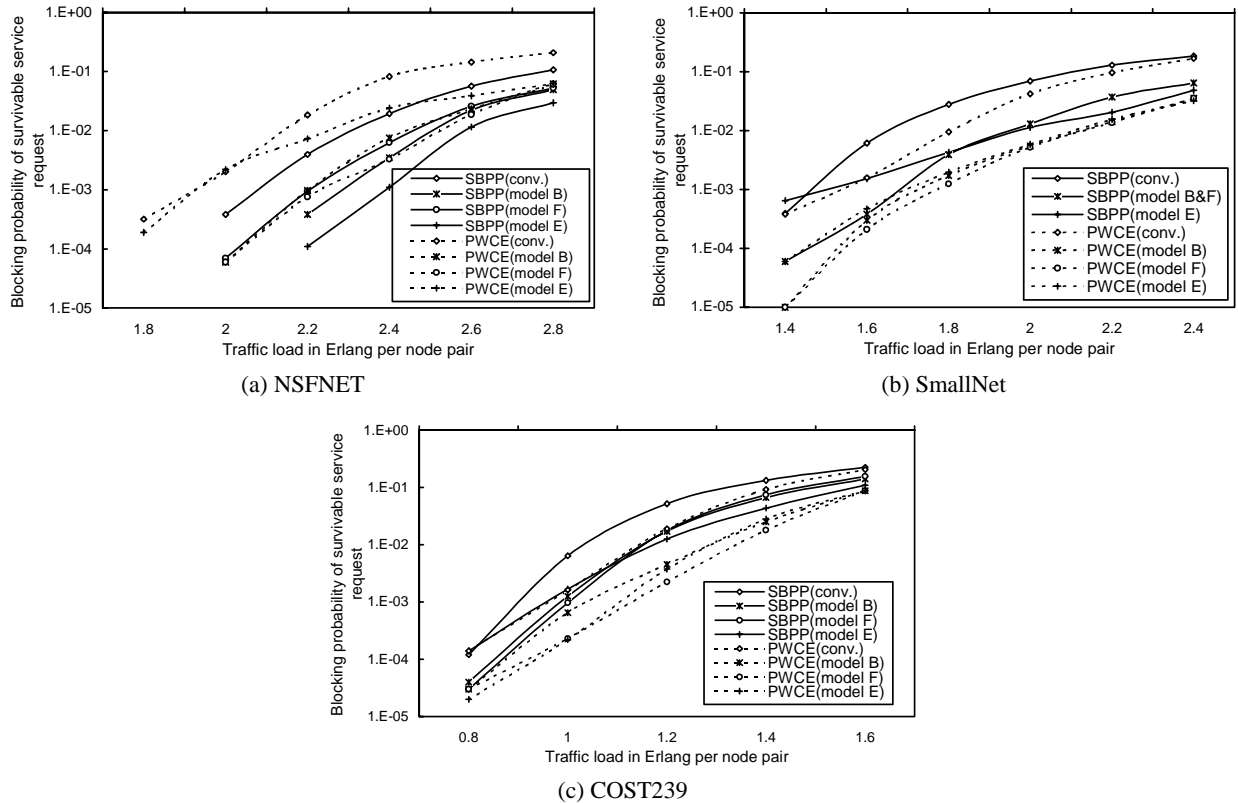 1.E+00
1.E-01
1.E-02
1.E-03
1.E-04
1.E-05
Blocking probability of survivable service
request
SBPP(conv.)
SBPP(model B)
SBPP(model F)
SBPP(model E)
PWCE(conv.)
PWCE(model B)
PWCE(model F)
PWCE(model E)
1.8 2 2.2 2.4 2.6 2.8
Traffic load in Erlang per node pair
(a) NSFNET
1.E+00
1.E-01
1.E-02
1.E-03
1.E-04
1.E-05
Blocking probability of survivable service
request
SBPP(conv.)
SBPP(model B&F)
SBPP(model E)
PWCE(conv.)
PWCE(model B)
PWCE(model F)
PWCE(model E)
1.4 1.6 1.8 2 2.2 2.4
Traffic load in Erlang per node pair
(b) SmallNet
1.E+00
1.E-01
1.E-02
1.E-03
1.E-04
1.E-05
Blocking probability of survivable service
request
SBPP(conv.)
SBPP(model B)
SBPP(model F)
SBPP(model E)
PWCE(conv.)
PWCE(model B)
PWCE(model F)
PWCE(model E)
0.8 1 1.2 1.4 1.6
Traffic load in Erlang per node pair
(c) COST239